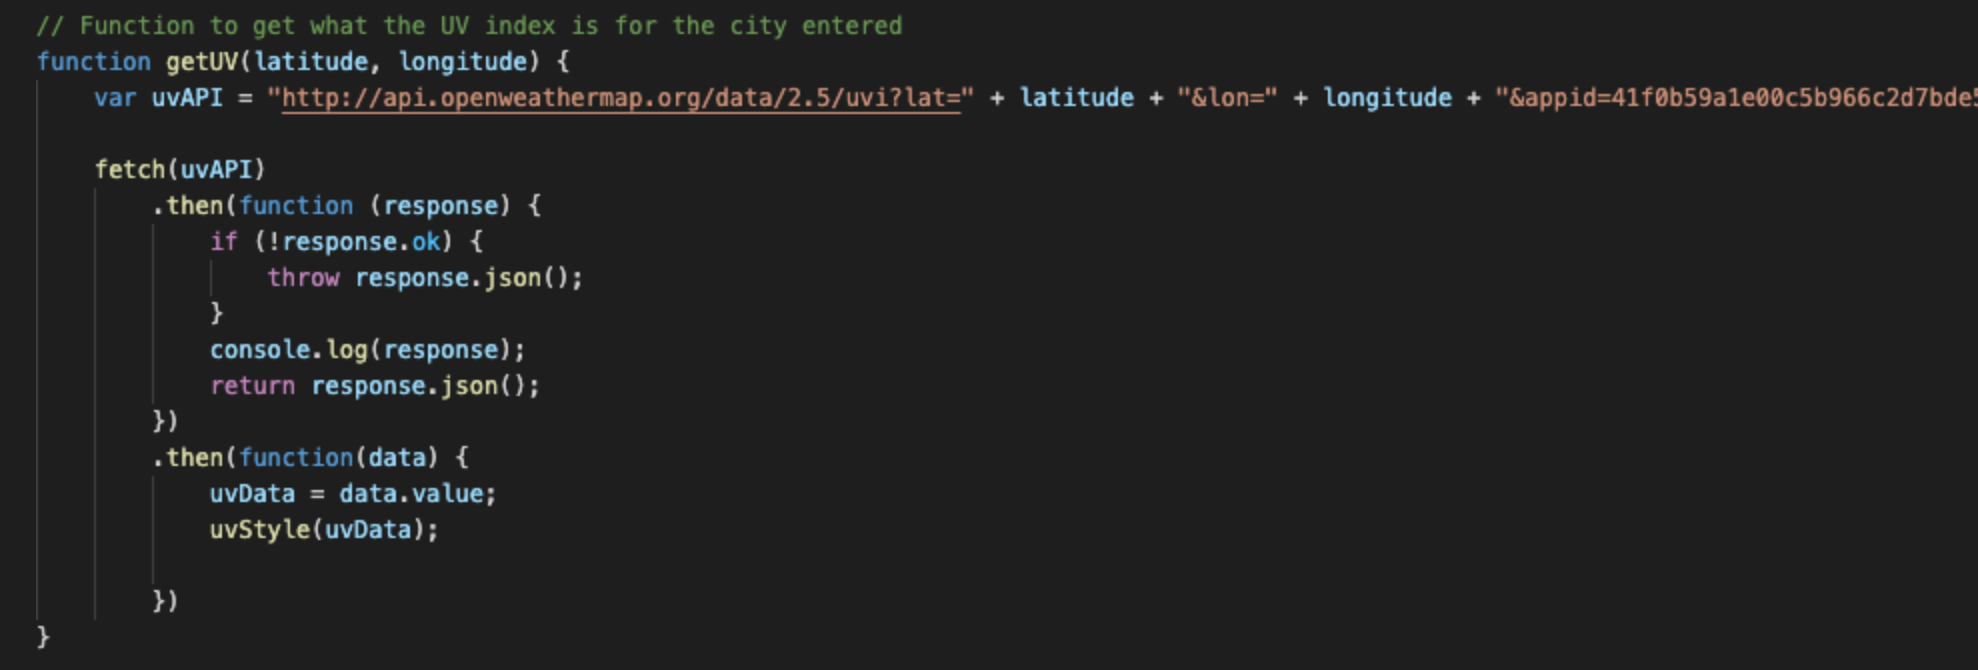 // Function to get what the UV index is for the city entered
function getUV(latitude, longitude) {
var uvAPI = "http://api.openweathermap.org/data/2.5/uvi?lat=" + latitude + "&lon=" + longitude + "&appid=41f0b59a1e00c5b966c2d7bde5
fetch(uvAPI)
.then(function (response) {
if (!response.ok) {
throw response.json();
}
console.log(response);
return response.json();
})
.then(function(data) {
uvData = data.value;
uvStyle(uvData);
})
}